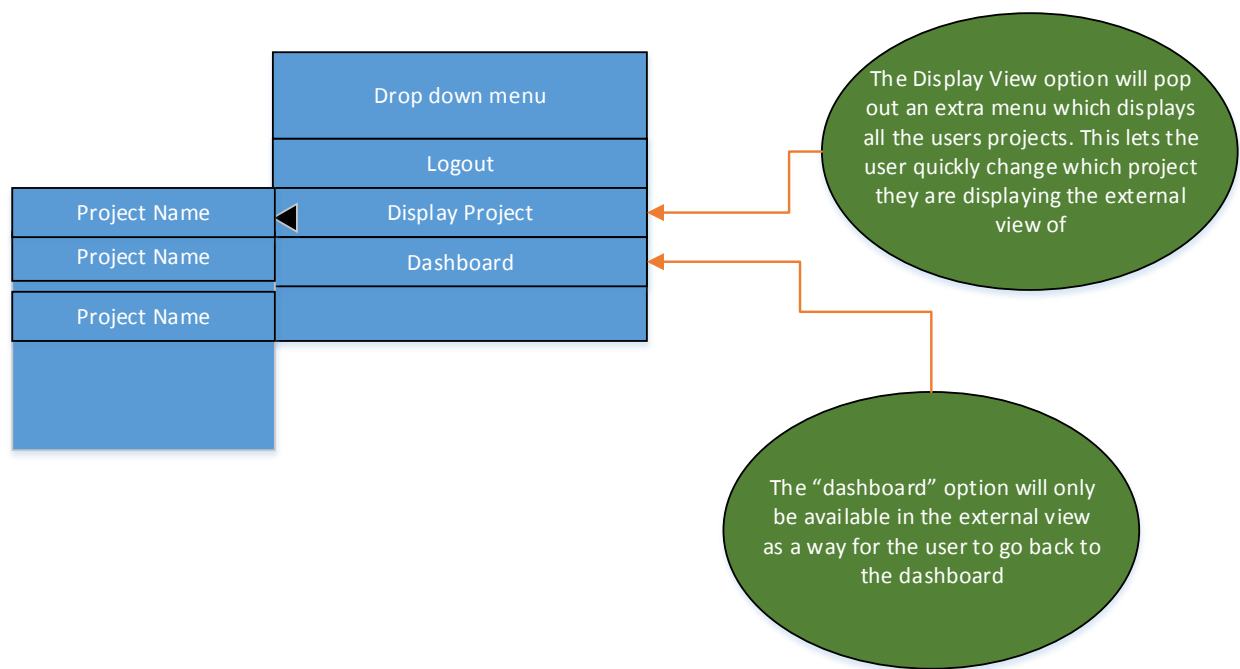 Drop down menu
Logout
Project Name
Display Project
Project Name
Dashboard
Project Name
The Display View option will pop
out an extra menu which displays
all the users projects. This lets the
user quickly change which project
they are displaying the external
view of
The “dashboard” option will only
be available in the external view
as a way for the user to go back to
the dashboard